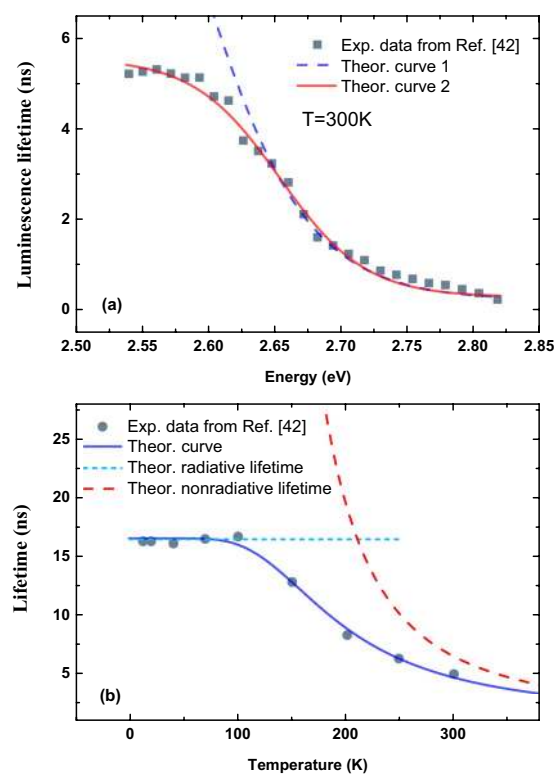 6
4
2
0
Luminescence lifetime (ns)
Exp. data from Ref. [42]
Theor. curve 1
Theor. curve 2
T=300K
(a)
2.50 2.55 2.60 2.65 2.70 2.75 2.80 2.85
Energy (eV)
25
20
15
10
5
Lifetime (ns)
Exp. data from Ref. [42]
Theor. curve
Theor. radiative lifetime
Theor. nonradiative lifetime
(b)
0 100 200 300
Temperature (K)